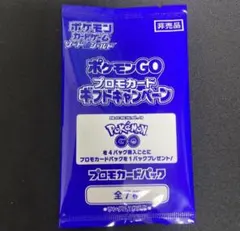 ポケモン
カードゲーム
ソード&シールド
非売品
ポケモンGO
プロモカード
ギフトキャンペーン
Pokémon
GO
を4パック購入ごとに
プロモカードパックを1パックプレゼント!
プロモカードパック
全7種